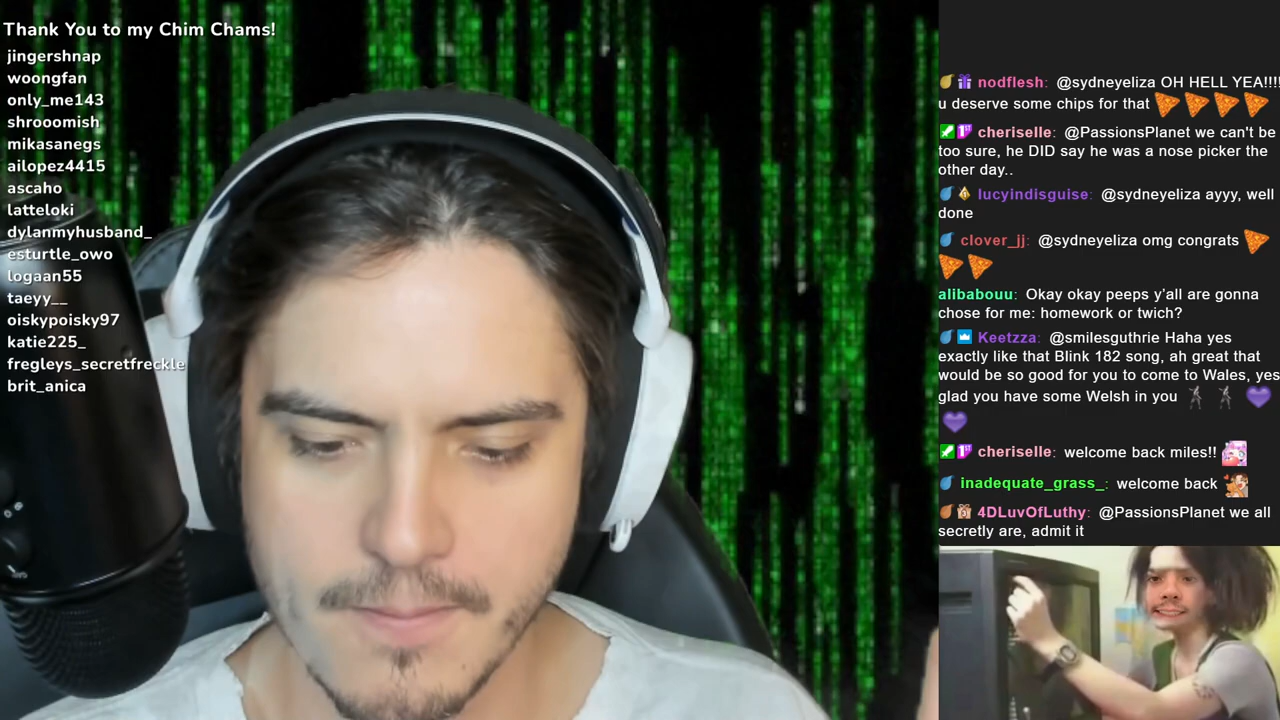 Thank You to my Chim Chams!
jingershnap
woongfan
only_me143
shrooomish
mikasanegs
ailopez4415
ascaho
latteloki
dylanmyhusband_
esturtle_owo
logaan55
taeyy__
oiskypoisky97
katie225_
fregleys_secretfreckle
brit_anica
nodflesh: @sydneyeliza OH HELL YEA!!!!
u deserve some chips for that
cheriselle: @PassionsPlanet we can't be
too sure, he DID say he was a nose picker the
other day..
lucyindisguise: @sydneyeliza ayyy, well
done
clover_jj: @sydneyeliza omg congrats
alibabouu: Okay okay peeps y'all are gonna
chose for me: homework or twich?
Keetzza: @smilesguthrie Haha yes
exactly like that Blink 182 song, ah great that
would be so good for you to come to Wales, yes
glad you have some Welsh in you
cheriselle: welcome back miles!!
inadequate_grass_: welcome back
4DLuvOfLuthy: @PassionsPlanet we all
secretly are, admit it